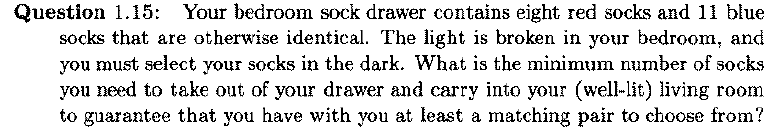 Question 1.15: Your bedroom sock drawer contains eight red socks and 11 blue
socks that are otherwise identical. The light is broken in your bedroom, and
you must select your socks in the dark. What is the minimum number of socks
you need to take out of your drawer and carry into your (well-lit) living room
to guarantee that you have with you at least a matching pair to choose from?